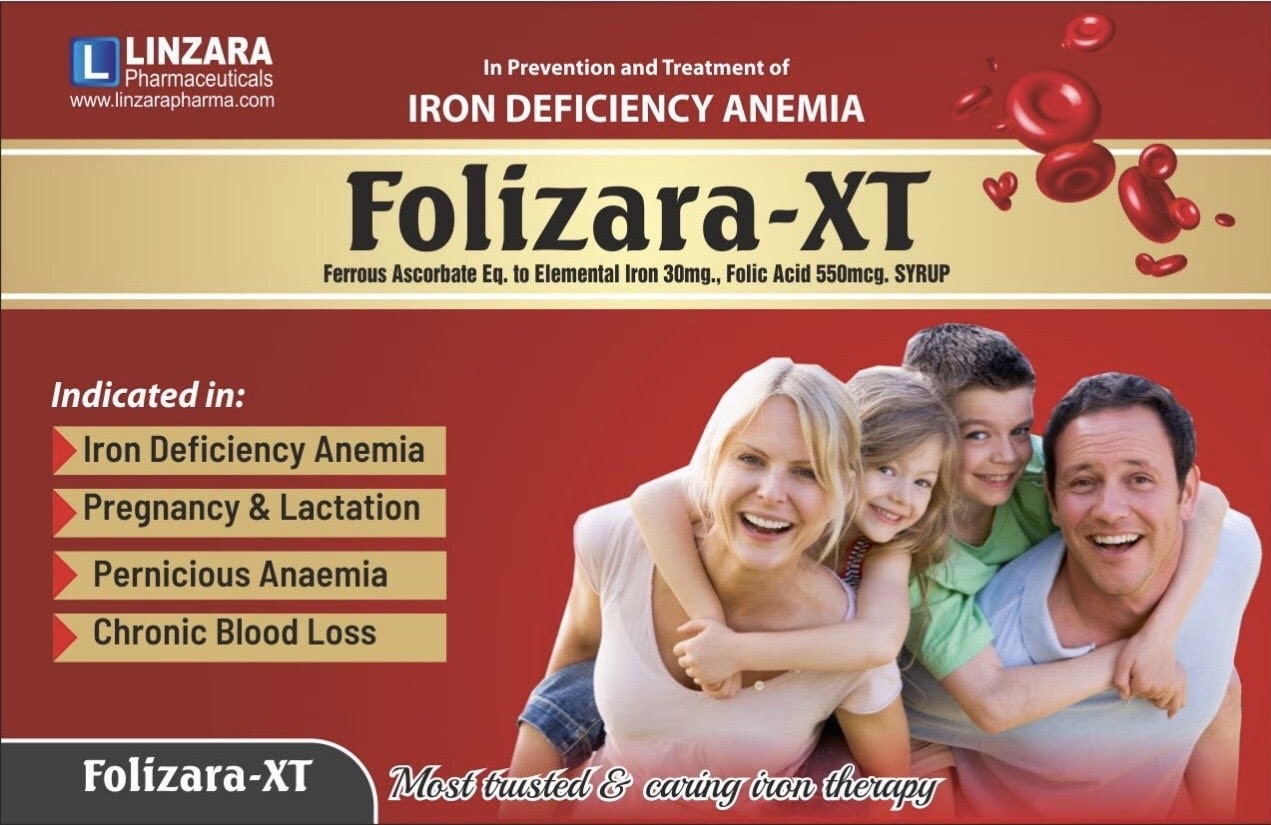 L LINZARA
Pharmaceuticals
www.linzarapharma.com
In Prevention and Treatment of
IRON DEFICIENCY ANEMIA
Folizara-XT
Ferrous Ascorbate Eq. to Elemental Iron 30mg., Folic Acid 550mcg. SYRUP
Indicated in:
Iron Deficiency Anemia
Pregnancy & Lactation
Pernicious Anaemia
Chronic Blood Loss
Folizara-XT
Most trusted & caring iron therapy